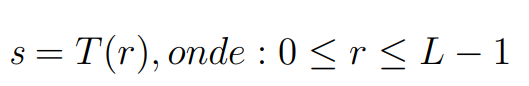 s = T(r), onde : 0 ≤ r ≤ L − 1